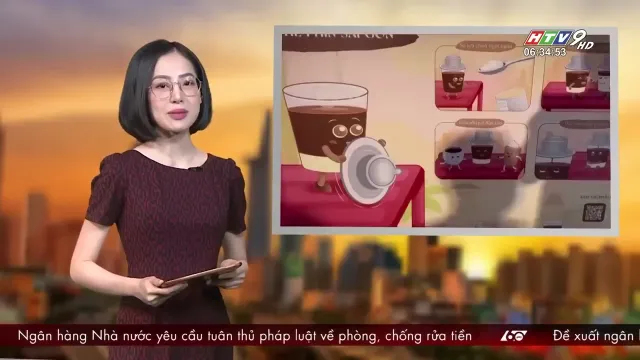 HTV9 HD
06:34:53
Ngân hàng Nhà nước yêu cầu tuân thủ pháp luật về phòng, chống rửa tiền
60
Đề xuất ngân